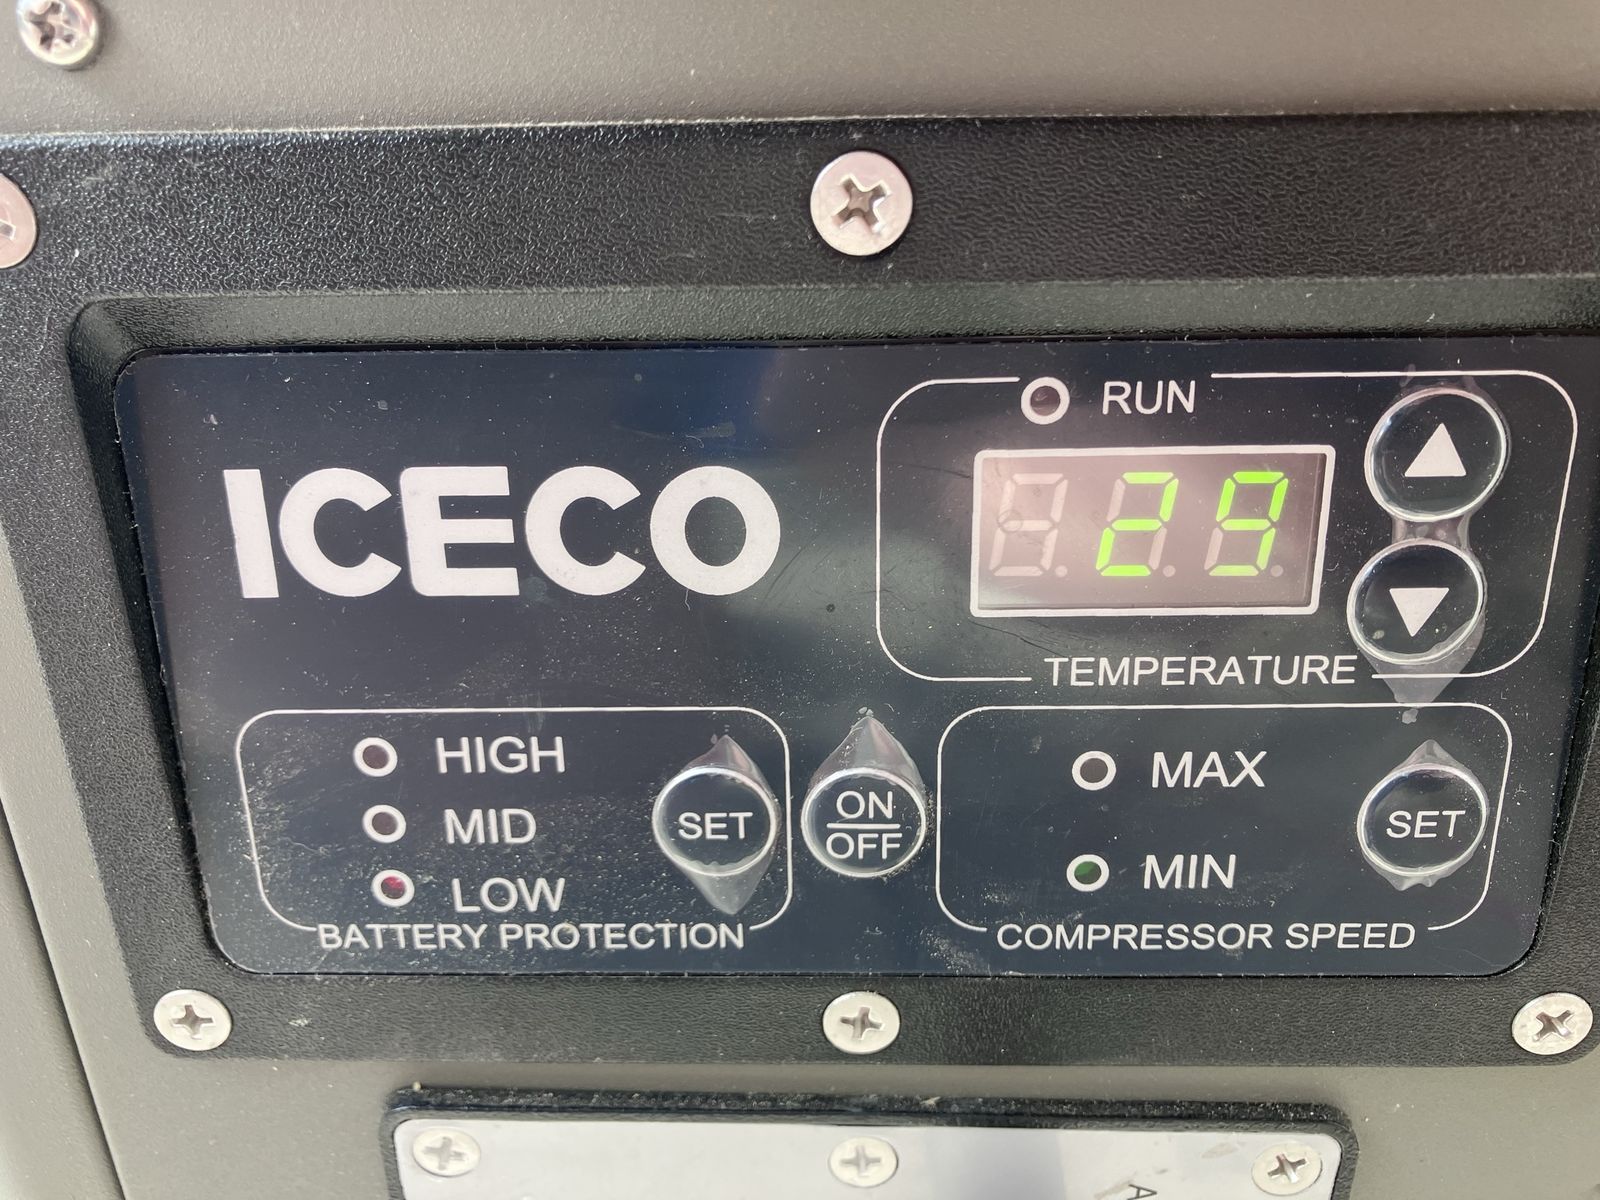 RUN
ICECO
29
TEMPERATURE
HIGH
MID
LOW
SET
BATTERY PROTECTION
ON
OFF
MAX
MIN
SET
COMPRESSOR SPEED
A